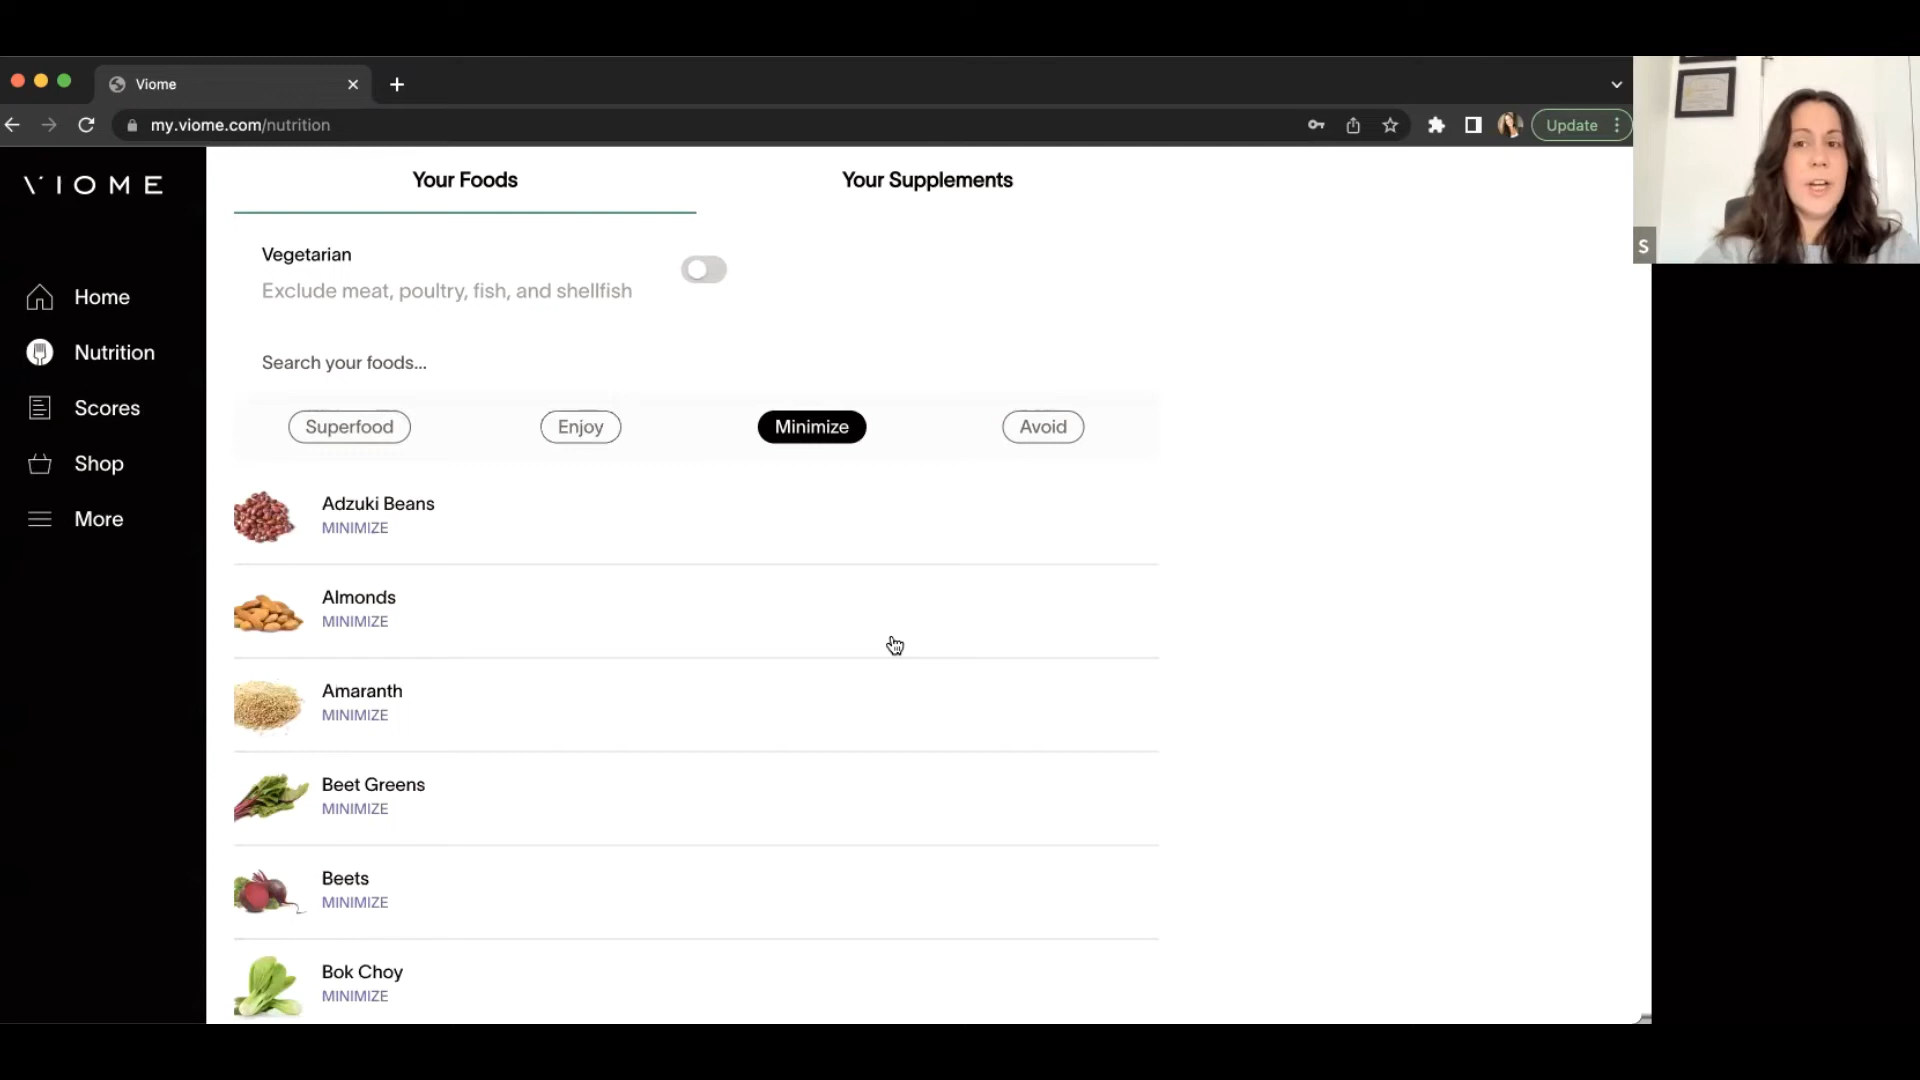 Viome
my.viome.com/nutrition
Update
VIOME
Home
Nutrition
Scores
Shop
More
Your Foods
Your Supplements
Vegetarian
Exclude meat, poultry, fish, and shellfish
Search your foods...
Superfood
Enjoy
Minimize
Avoid
Adzuki Beans
MINIMIZE
Almonds
MINIMIZE
Amaranth
MINIMIZE
Beet Greens
MINIMIZE
Beets
MINIMIZE
Bok Choy
MINIMIZE
S